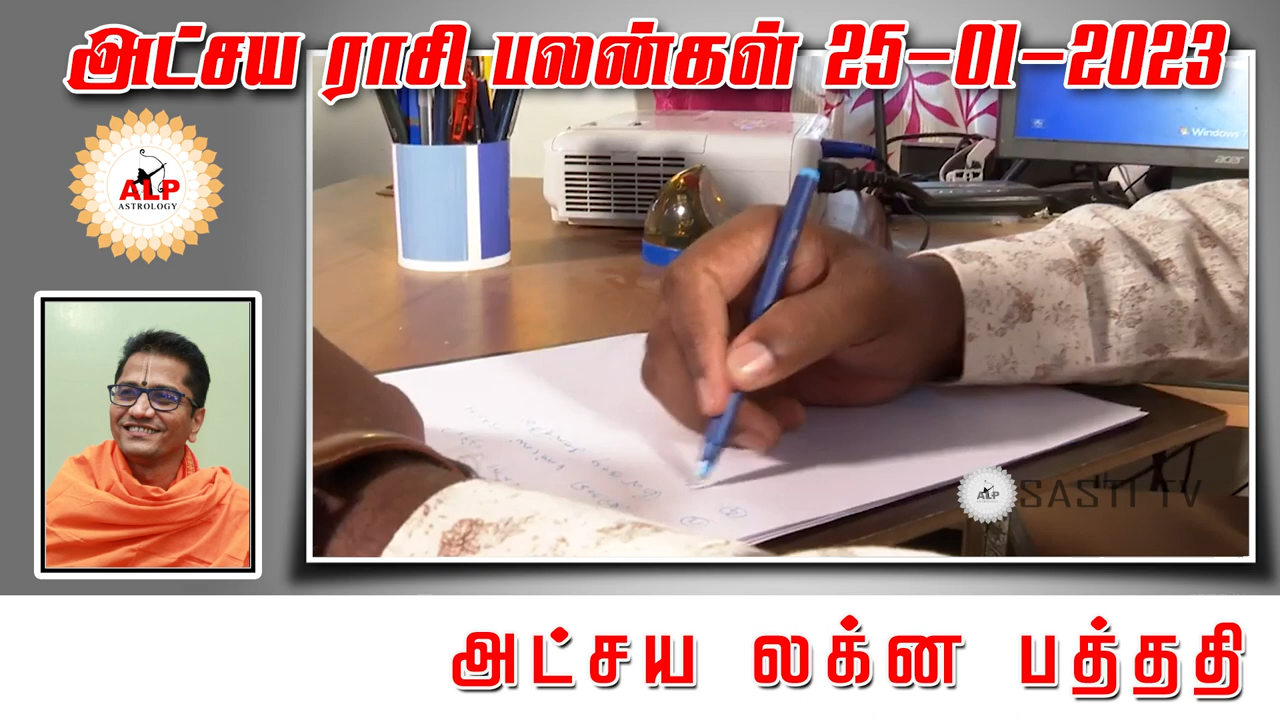 அட்சய ராசி பலன்கள் 25-01-2023
ALP
ASTROLOGY
Windows 7
acer
ALP
SASTI TV
அட்சய லக்ன பத்ததி